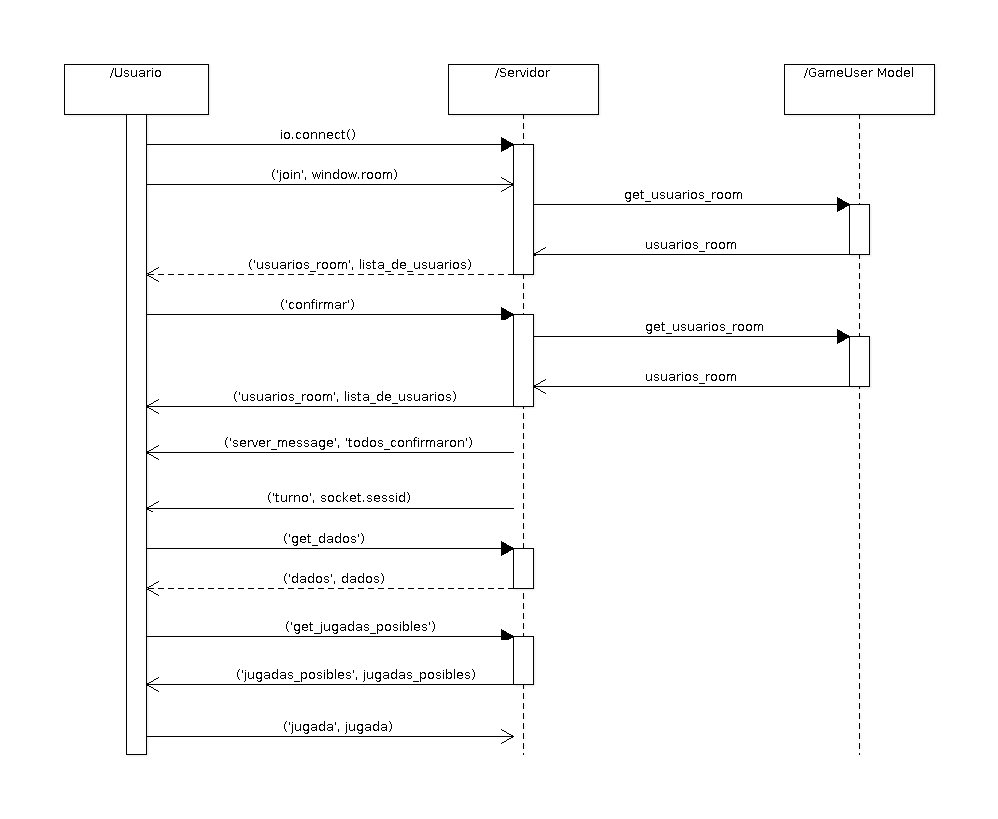 /Usuario
/Servidor
/GameUser Model
io.connect()
('join', window.room)
get_usuarios_room
usuarios_room
('usuarios_room', lista_de_usuarios)
('confirmar')
get_usuarios_room
usuarios_room
('usuarios_room', lista_de_usuarios)
('server_message', 'todos_confirmaron')
('turno', socket.sessid)
('get_dados')
('dados', dados)
('get_jugadas_posibles')
('jugadas_posibles', jugadas_posibles)
('jugada', jugada)